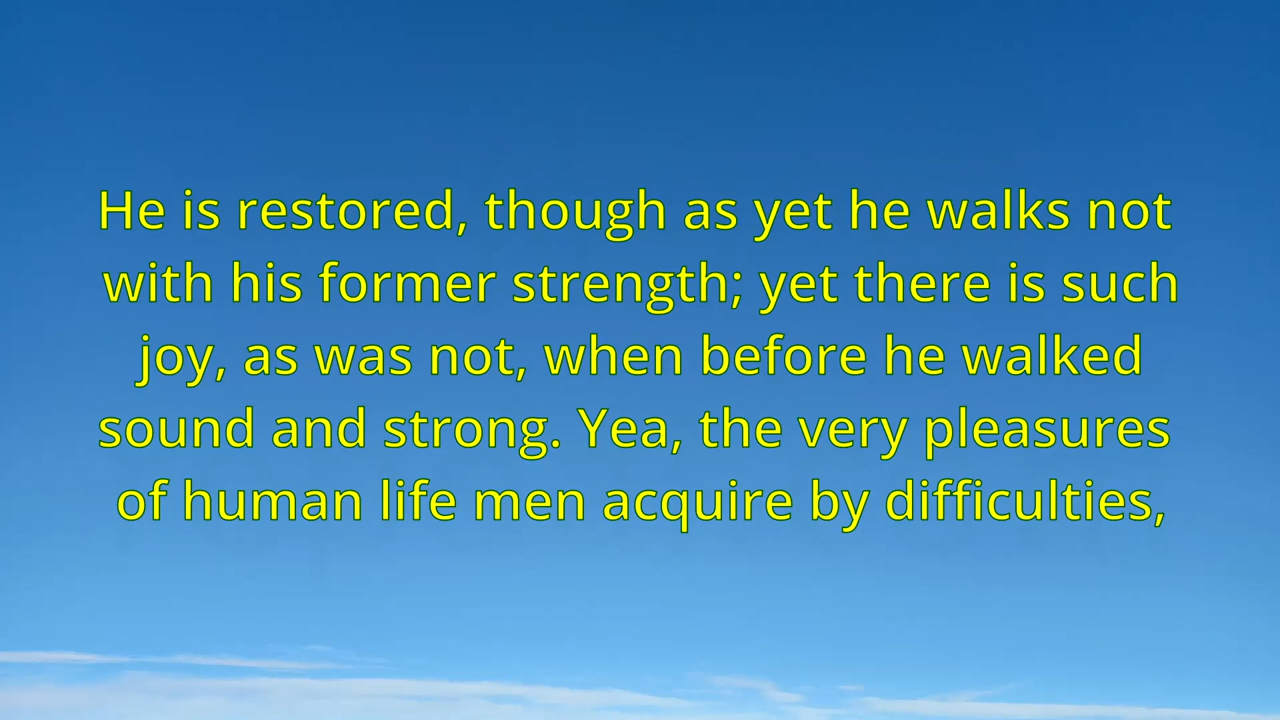 He is restored, though as yet he walks not
with his former strength; yet there is such
joy, as was not, when before he walked
sound and strong. Yea, the very pleasures
of human life men acquire by difficulties,